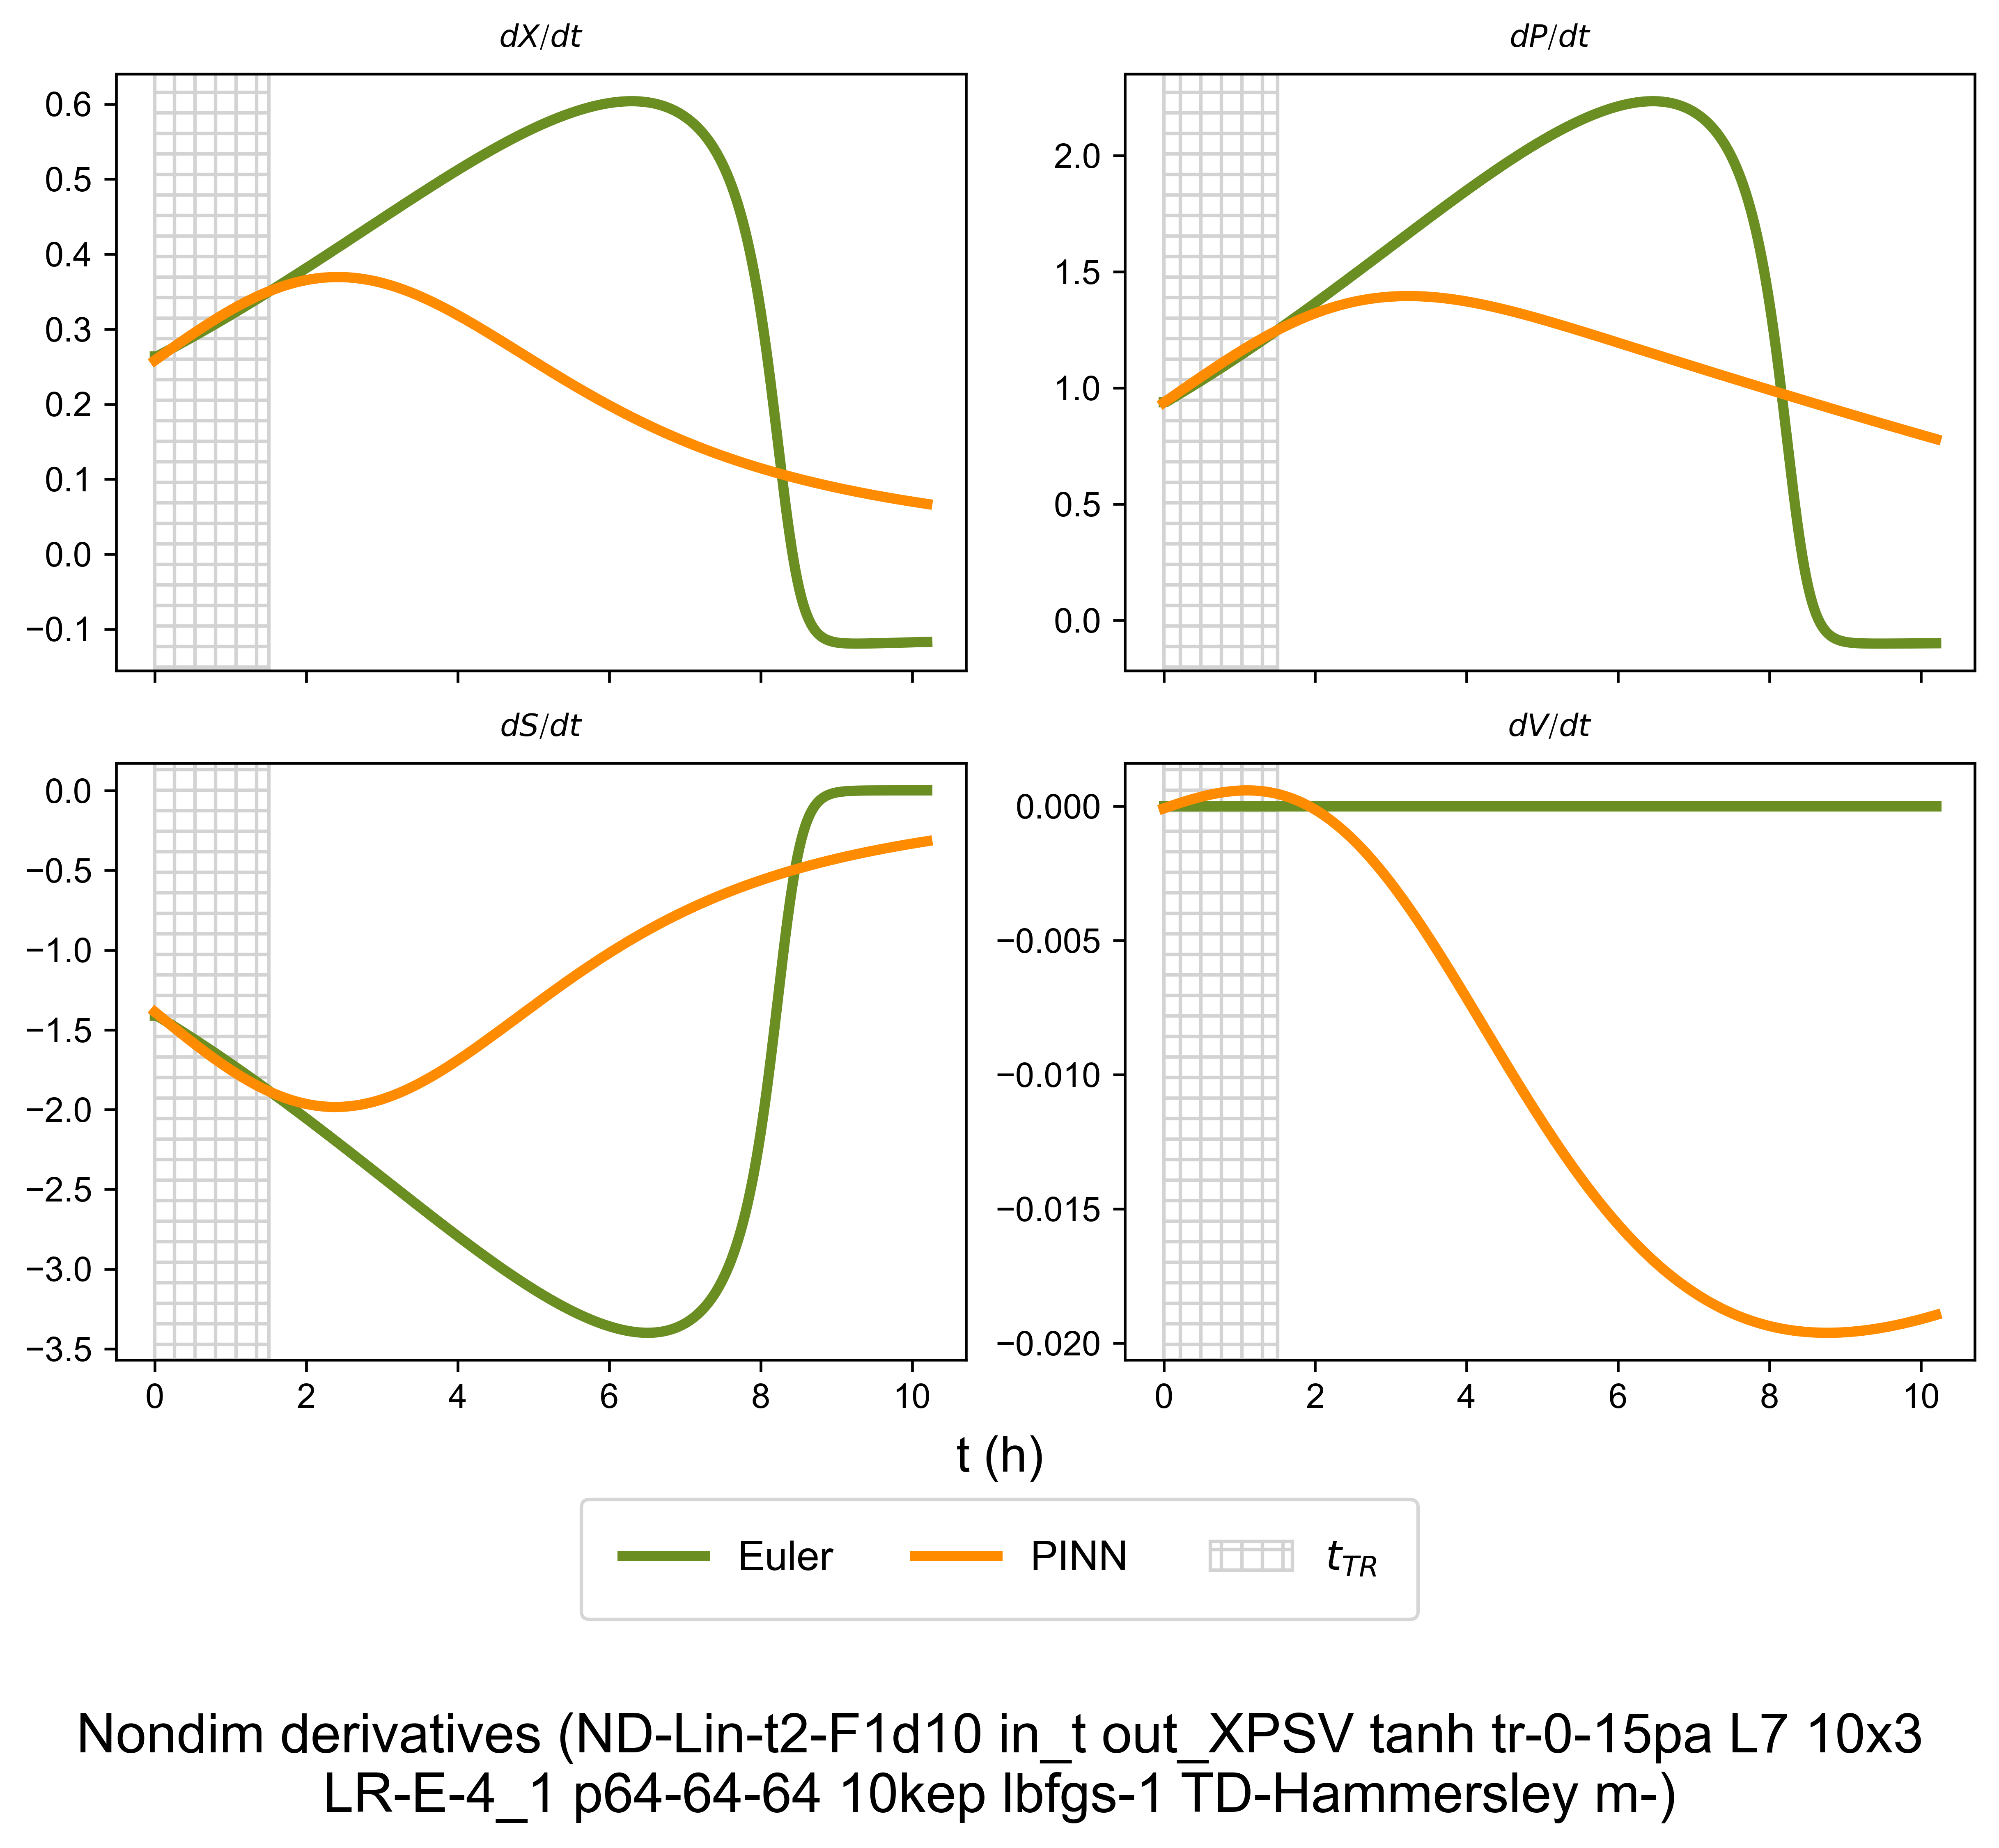 dX/dt
dP/dt
0.6
0.5
0.4
0.3
0.2
0.1
0.0
−0.1
2.0
1.5
1.0
0.5
0.0
dS/dt
dV/dt
0.0
−0.5
−1.0
−1.5
−2.0
−2.5
−3.0
−3.5
0.000
−0.005
−0.010
−0.015
−0.020
0 2 4 6 8 10
0 2 4 6 8 10
t (h)
Euler PINN t_TR
Nondim derivatives (ND-Lin-t2-F1d10 in_t out_XPSV tanh tr-0-15pa L7 10x3
LR-E-4_1 p64-64-64 10kep lbfgs-1 TD-Hammersley m-)